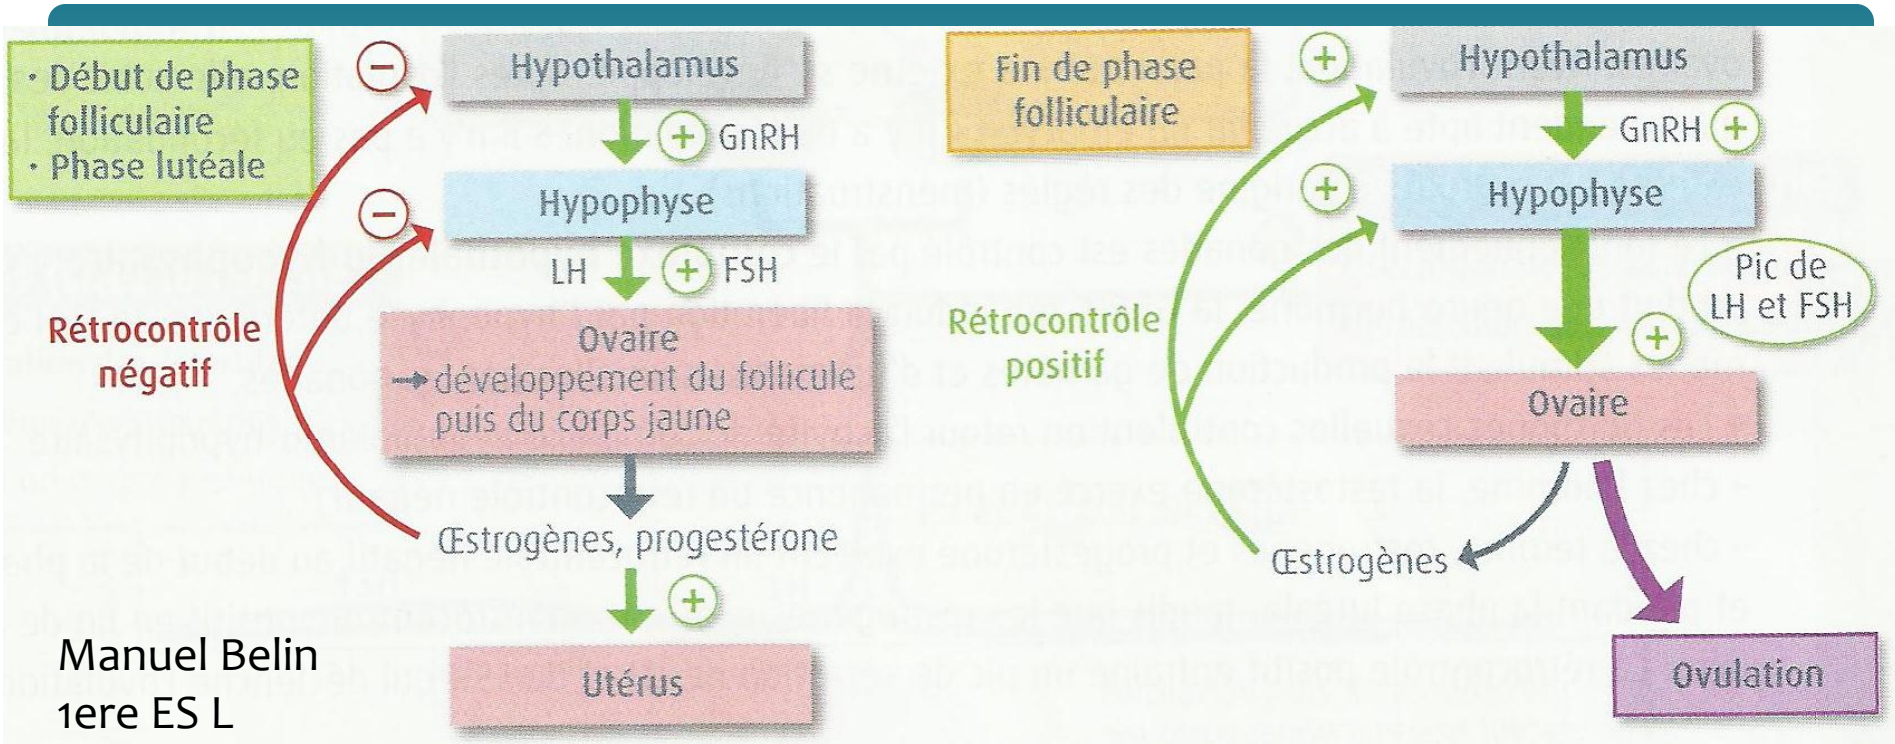 • Début de phase
folliculaire
• Phase lutéale
−
Hypothalamus
+ GnRH
−
Hypophyse
LH + FSH
Rétrocontrôle
négatif
Ovaire
→ développement du follicule
puis du corps jaune
Œstrogènes, progestérone
+
Utérus
Manuel Belin
1ere ES L
Fin de phase
folliculaire
+
Hypothalamus
GnRH +
+
Hypophyse
Pic de
LH et FSH
+
Rétrocontrôle
positif
Ovaire
Œstrogènes
Ovulation